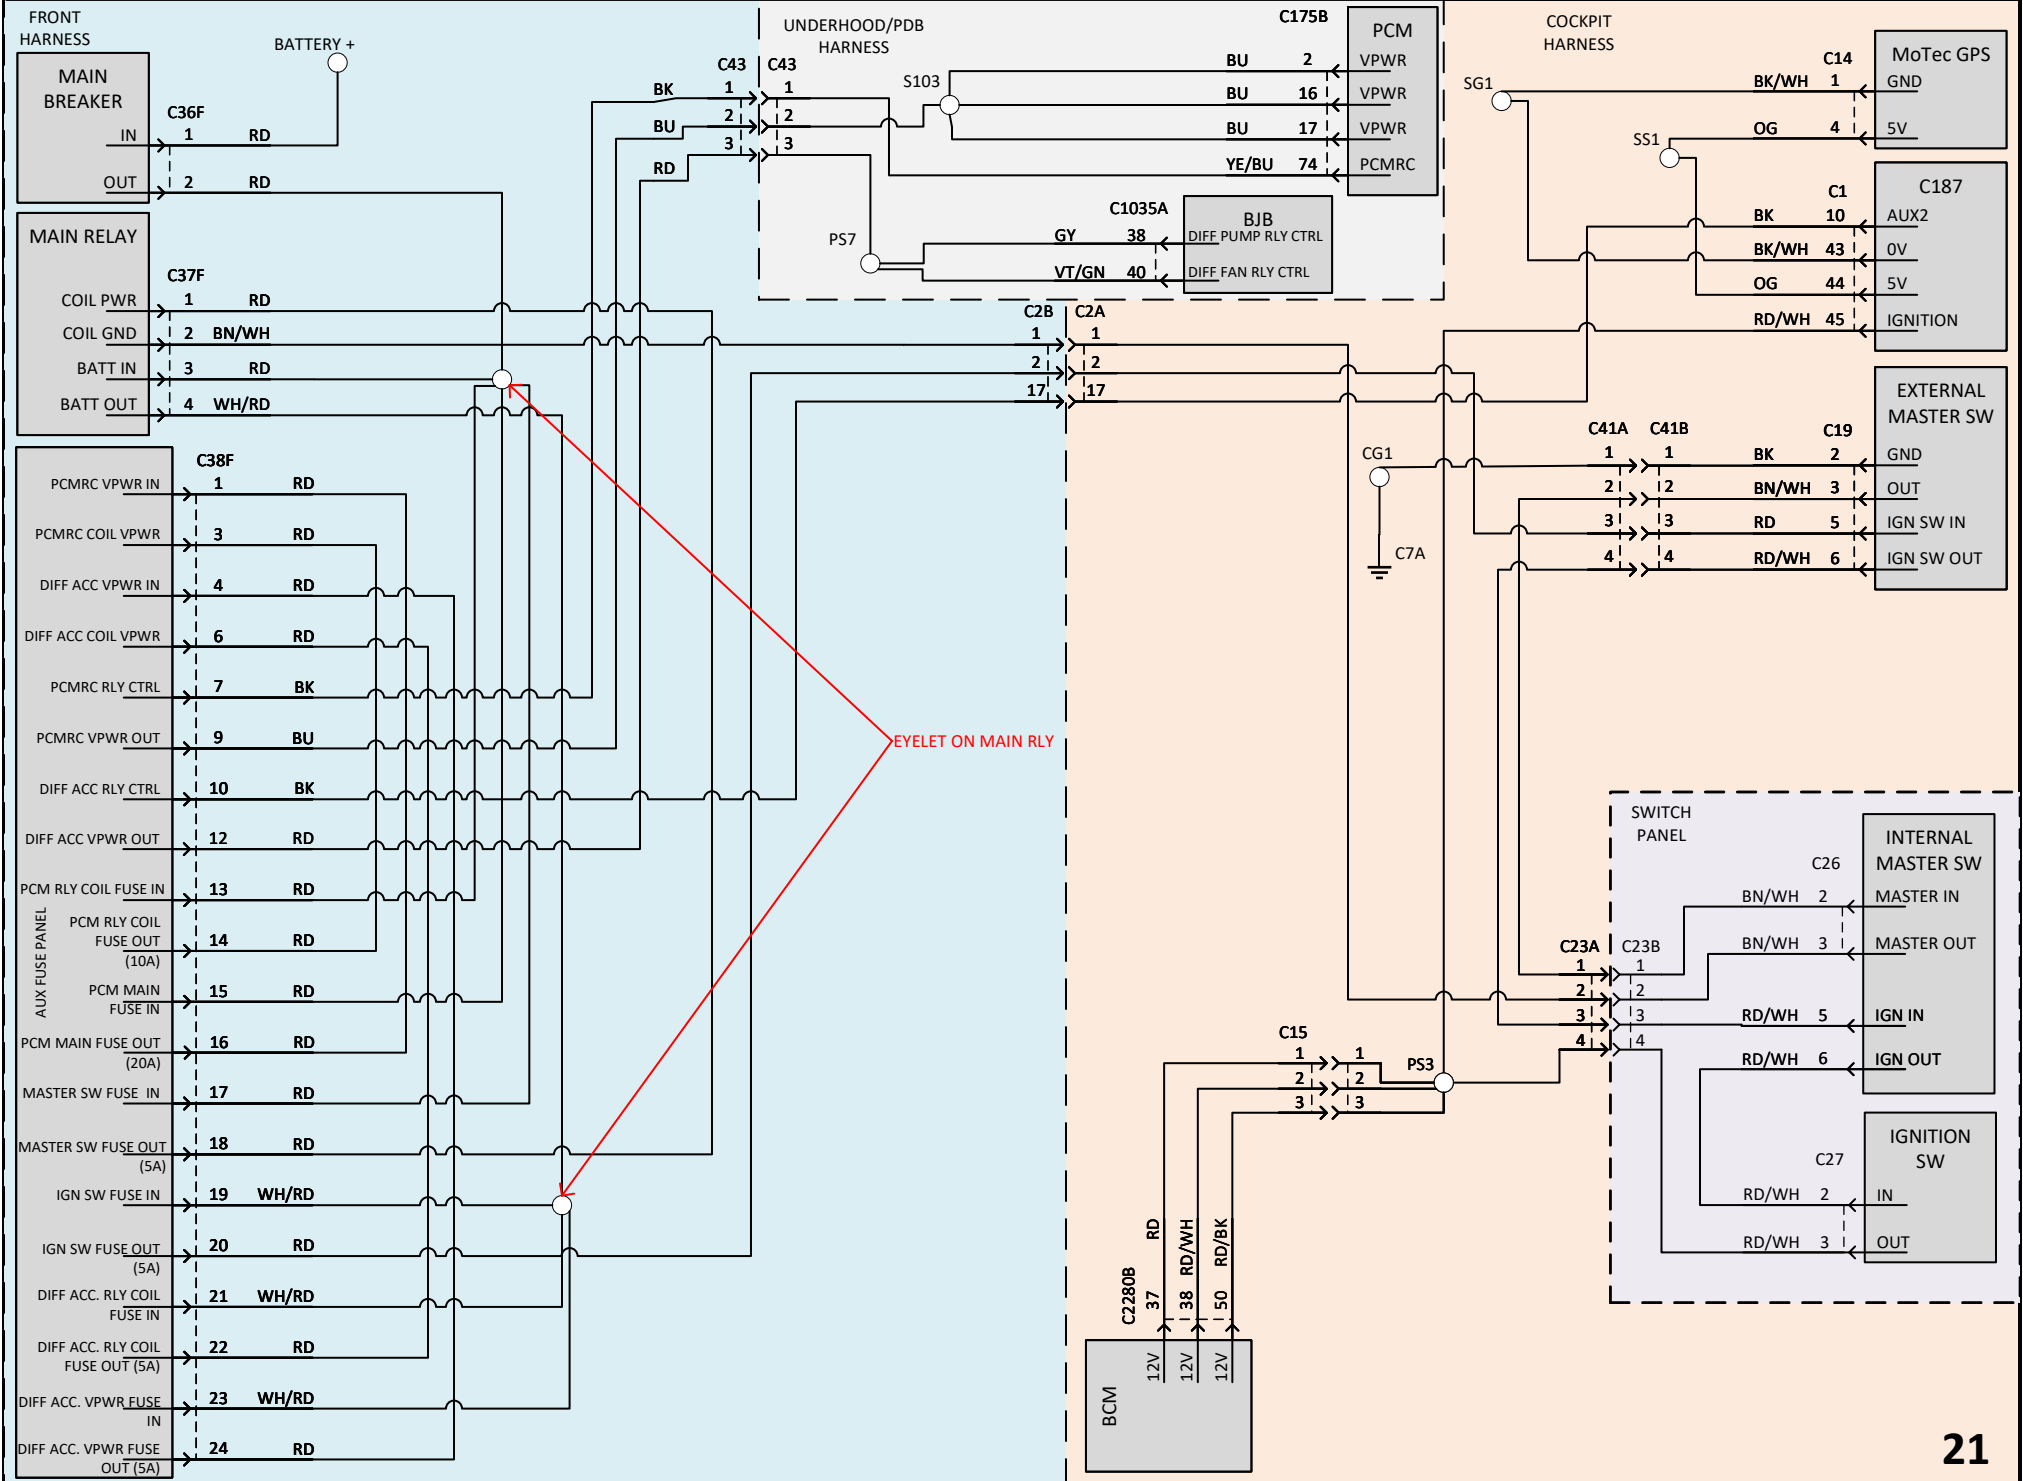 FRONT
HARNESS
BATTERY +
MAIN
BREAKER
C36F
IN 1 RD
OUT 2 RD
MAIN RELAY
C37F
COIL PWR 1 RD
COIL GND 2 BN/WH
BATT IN 3 RD
BATT OUT 4 WH/RD
AUX FUSE PANEL
C38F
PCMRC VPWR IN 1 RD
PCMRC COIL VPWR 3 RD
DIFF ACC VPWR IN 4 RD
DIFF ACC COIL VPWR 6 RD
PCMRC RLY CTRL 7 BK
PCMRC VPWR OUT 9 BU
DIFF ACC RLY CTRL 10 BK
DIFF ACC VPWR OUT 12 RD
PCM RLY COIL FUSE IN 13 RD
PCM RLY COIL
FUSE OUT 14 RD
(10A)
PCM MAIN 15 RD
FUSE IN
PCM MAIN FUSE OUT 16 RD
(20A)
MASTER SW FUSE IN 17 RD
MASTER SW FUSE OUT 18 RD
(5A)
IGN SW FUSE IN 19 WH/RD
IGN SW FUSE OUT 20 RD
(5A)
DIFF ACC. RLY COIL 21 WH/RD
FUSE IN
DIFF ACC. RLY COIL 22 RD
FUSE OUT (5A)
DIFF ACC. VPWR FUSE 23 WH/RD
IN
DIFF ACC. VPWR FUSE 24 RD
OUT (5A)
EYELET ON MAIN RLY
UNDERHOOD/PDB
HARNESS
C43 C43
BK 1 1
BU 2 2
RD 3 3
S103
PS7
C175B
PCM
BU 2 VPWR
BU 16 VPWR
BU 17 VPWR
YE/BU 74 PCMRC
C1035A
BJB
GY 38 DIFF PUMP RLY CTRL
VT/GN 40 DIFF FAN RLY CTRL
C2B C2A
1 1
2 2
17 17
COCKPIT
HARNESS
SG1
SS1
C14
MoTec GPS
BK/WH 1 GND
OG 4 5V
C1
C187
BK 10 AUX2
BK/WH 43 0V
OG 44 5V
RD/WH 45 IGNITION
EXTERNAL
MASTER SW
C41A C41B C19
CG1
C7A
1 1 BK 2 GND
2 2 BN/WH 3 OUT
3 3 RD 5 IGN SW IN
4 4 RD/WH 6 IGN SW OUT
SWITCH
PANEL
INTERNAL
MASTER SW
C26
BN/WH 2 MASTER IN
BN/WH 3 MASTER OUT
RD/WH 5 IGN IN
RD/WH 6 IGN OUT
C23A C23B
1 1
2 2
3 3
4 4
IGNITION
SW
C27
RD/WH 2 IN
RD/WH 3 OUT
C15
PS3
1 1
2 2
3 3
C2280B
37 RD
38 RD/WH
50 RD/BK
12V
12V
12V
BCM
21